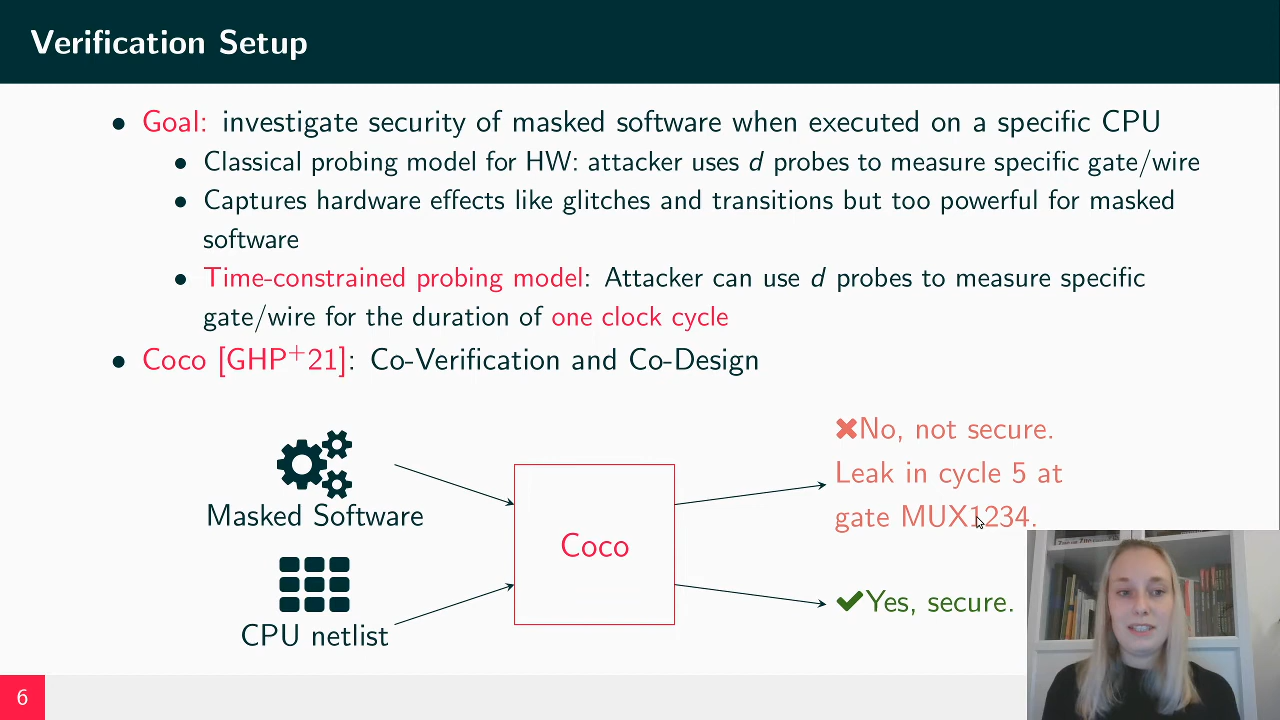 Verification Setup
• Goal: investigate security of masked software when executed on a specific CPU
• Classical probing model for HW: attacker uses d probes to measure specific gate/wire
• Captures hardware effects like glitches and transitions but too powerful for masked
software
• Time-constrained probing model: Attacker can use d probes to measure specific
gate/wire for the duration of one clock cycle
• Coco [GHP+21]: Co-Verification and Co-Design
Masked Software
CPU netlist
Coco
✖No, not secure.
Leak in cycle 5 at
gate MUX1234.
✔Yes, secure.
6